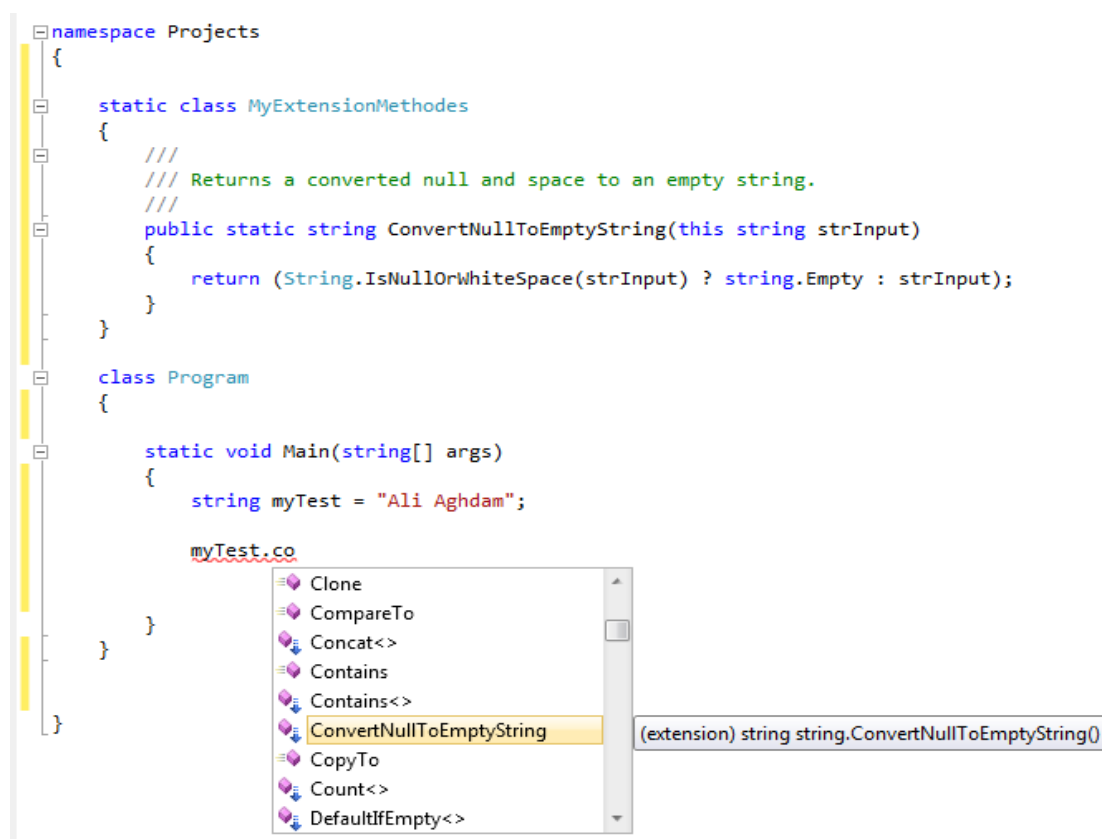 namespace Projects
{
static class MyExtensionMethodes
{
///
/// Returns a converted null and space to an empty string.
///
public static string ConvertNullToEmptyString(this string strInput)
{
return (String.IsNullOrWhiteSpace(strInput) ? string.Empty : strInput);
}
}
class Program
{
static void Main(string[] args)
{
string myTest = "Ali Aghdam";
myTest.co
Clone
CompareTo
Concat<>
Contains
Contains<>
ConvertNullToEmptyString
(extension) string string.ConvertNullToEmptyString()
CopyTo
Count<>
DefaultIfEmpty<>
}
}
}